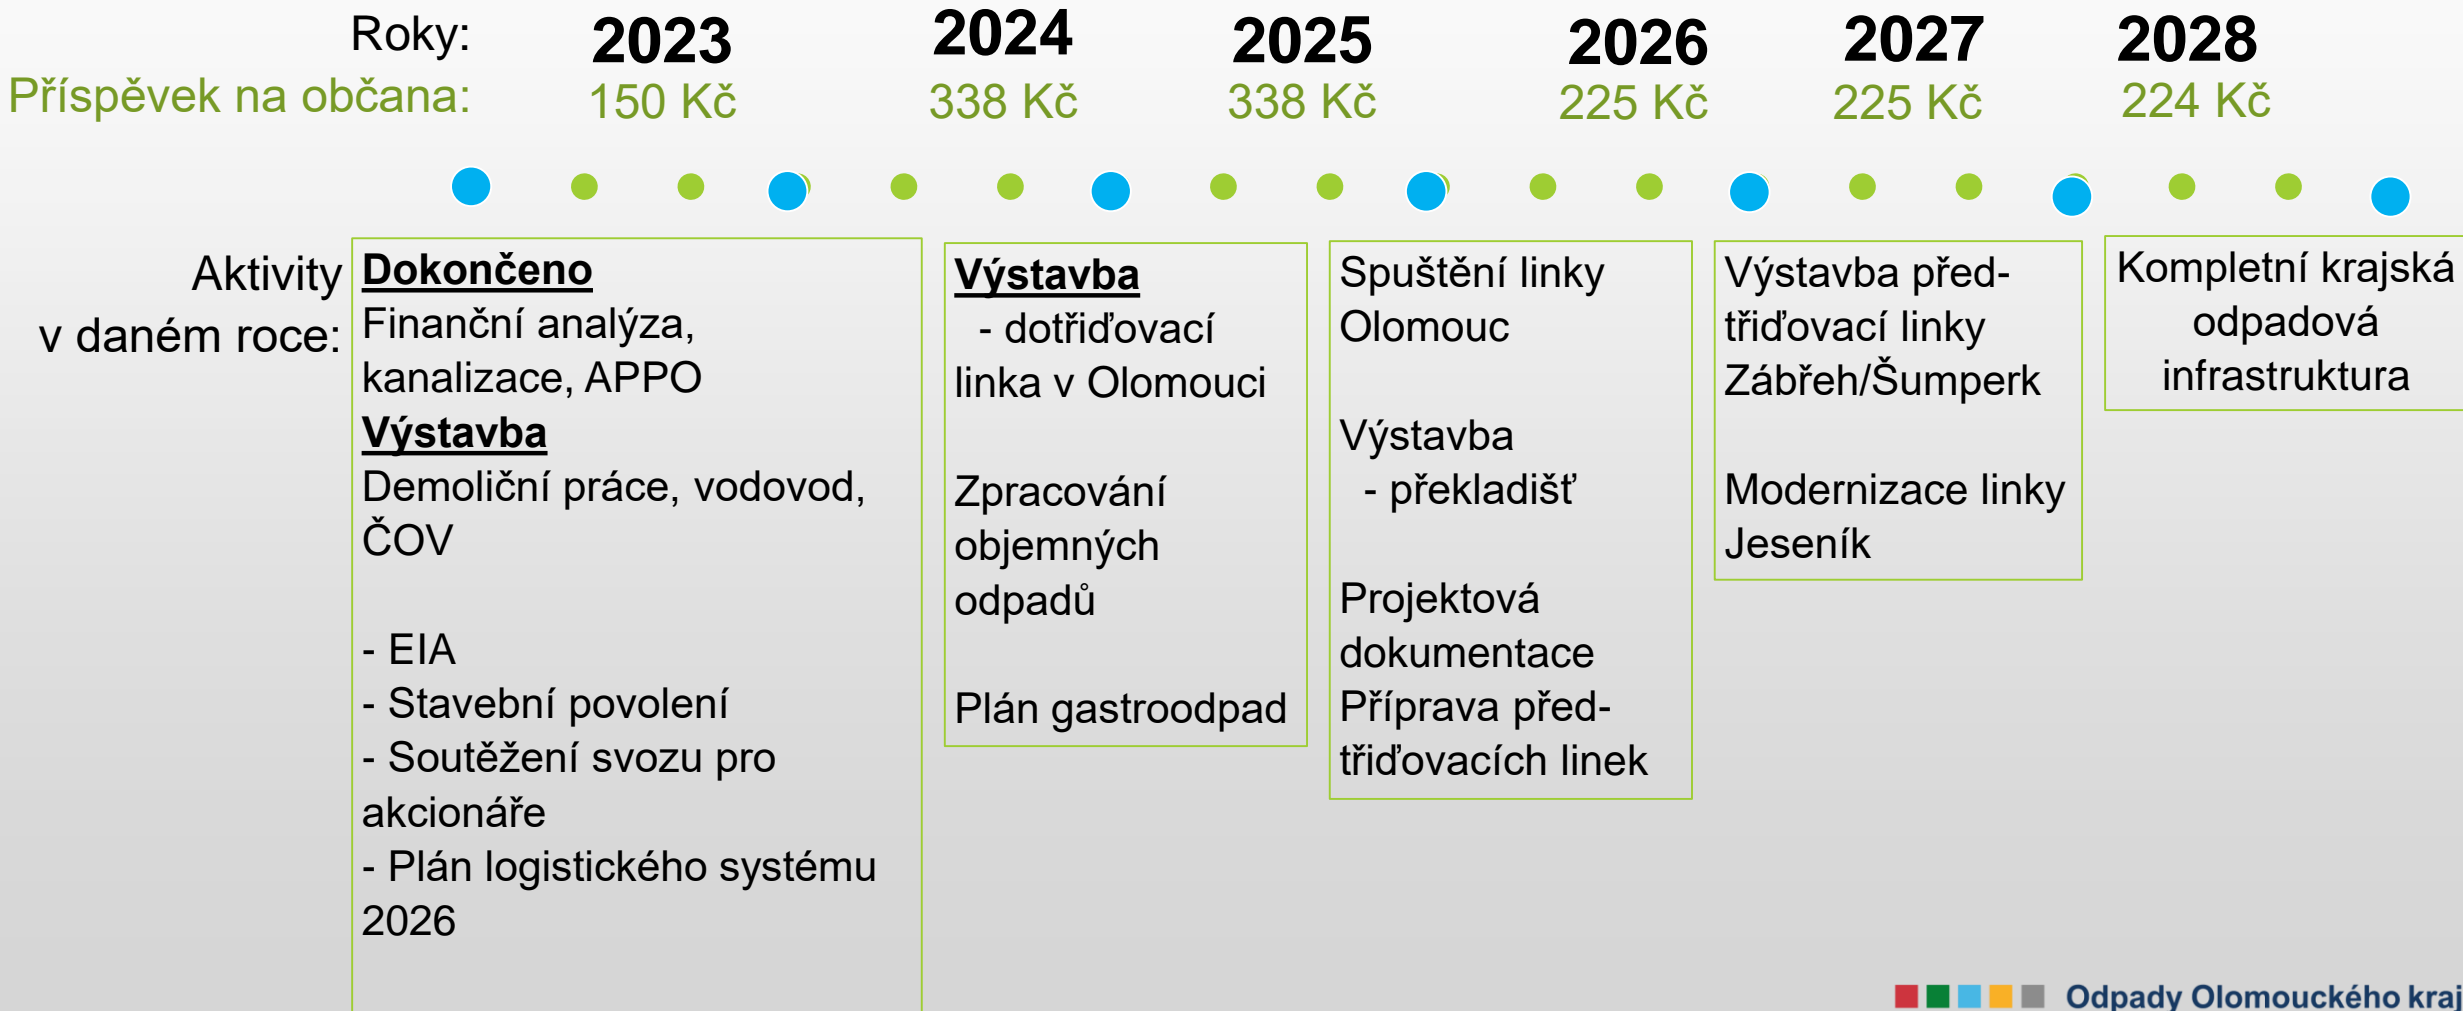 Roky: 2023 2024 2025 2026 2027 2028
Příspěvek na občana: 150 Kč 338 Kč 338 Kč 225 Kč 225 Kč 224 Kč
Aktivity
v daném roce:
Dokončeno
Finanční analýza,
kanalizace, APPO
Výstavba
Demoliční práce, vodovod,
ČOV
- EIA
- Stavební povolení
- Soutěžení svozu pro
akcionáře
- Plán logistického systému
2026
Výstavba
- dotřiďovací
linka v Olomouci
Zpracování
objemných
odpadů
Plán gastroodpad
Spuštění linky
Olomouc
Výstavba
- překladišť
Projektová
dokumentace
Příprava před-
třiďovacích linek
Výstavba před-
třiďovací linky
Zábřeh/Šumperk
Modernizace linky
Jeseník
Kompletní krajská
odpadová
infrastruktura
Odpady Olomouckého kraj